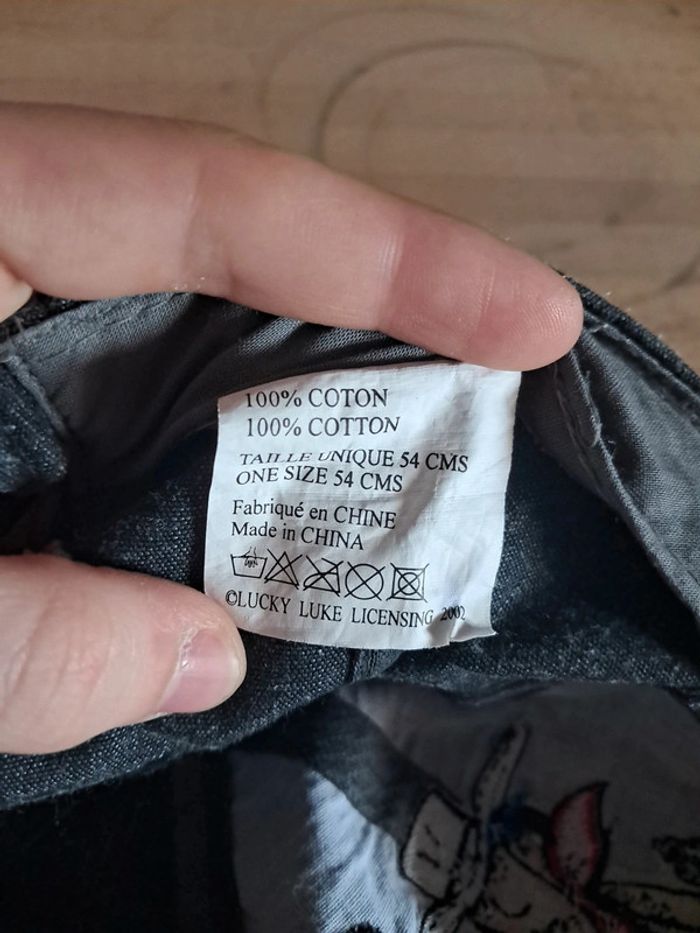 100% COTON
100% COTTON
TAILLE UNIQUE 54 CMS
ONE SIZE 54 CMS
Fabriqué en CHINE
Made in CHINA
©LUCKY LUKE LICENSING 2002